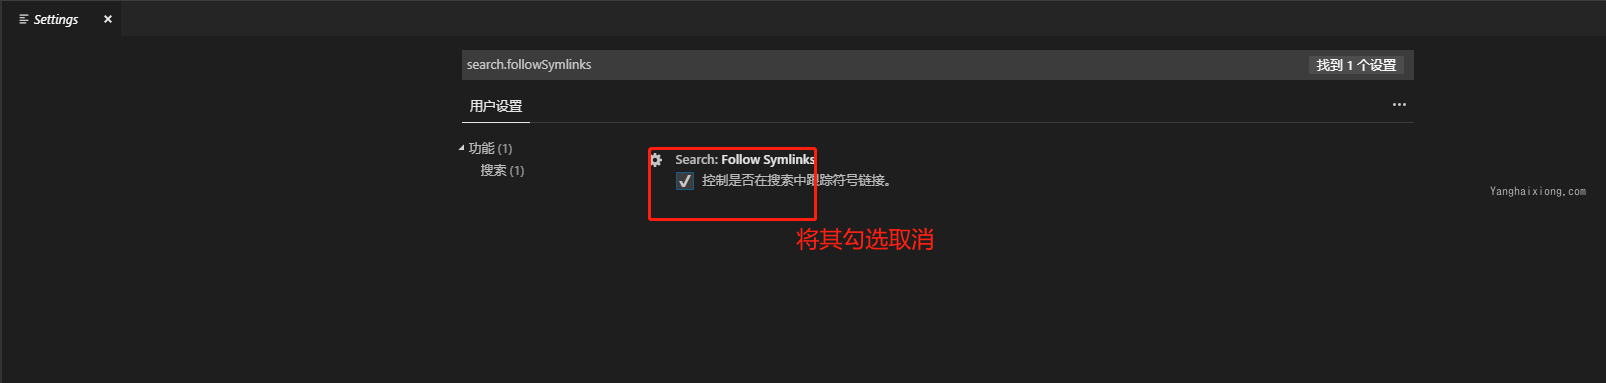 Settings
search.followSymlinks
找到 1 个设置
用户设置
功能 (1)
搜索 (1)
Search: Follow Symlinks
控制是否在搜索中跟踪符号链接。
Yanghaixiong.com
将其勾选取消